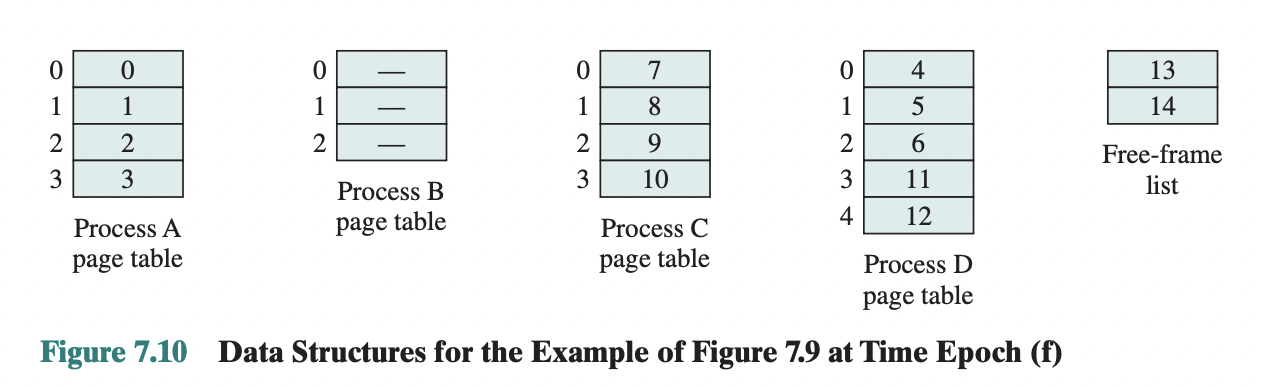 0 0
1 1
2 2
3 3
Process A
page table
0 —
1 —
2 —
Process B
page table
0 7
1 8
2 9
3 10
Process C
page table
0 4
1 5
2 6
3 11
4 12
Process D
page table
13
14
Free-frame
list
Figure 7.10 Data Structures for the Example of Figure 7.9 at Time Epoch (f)